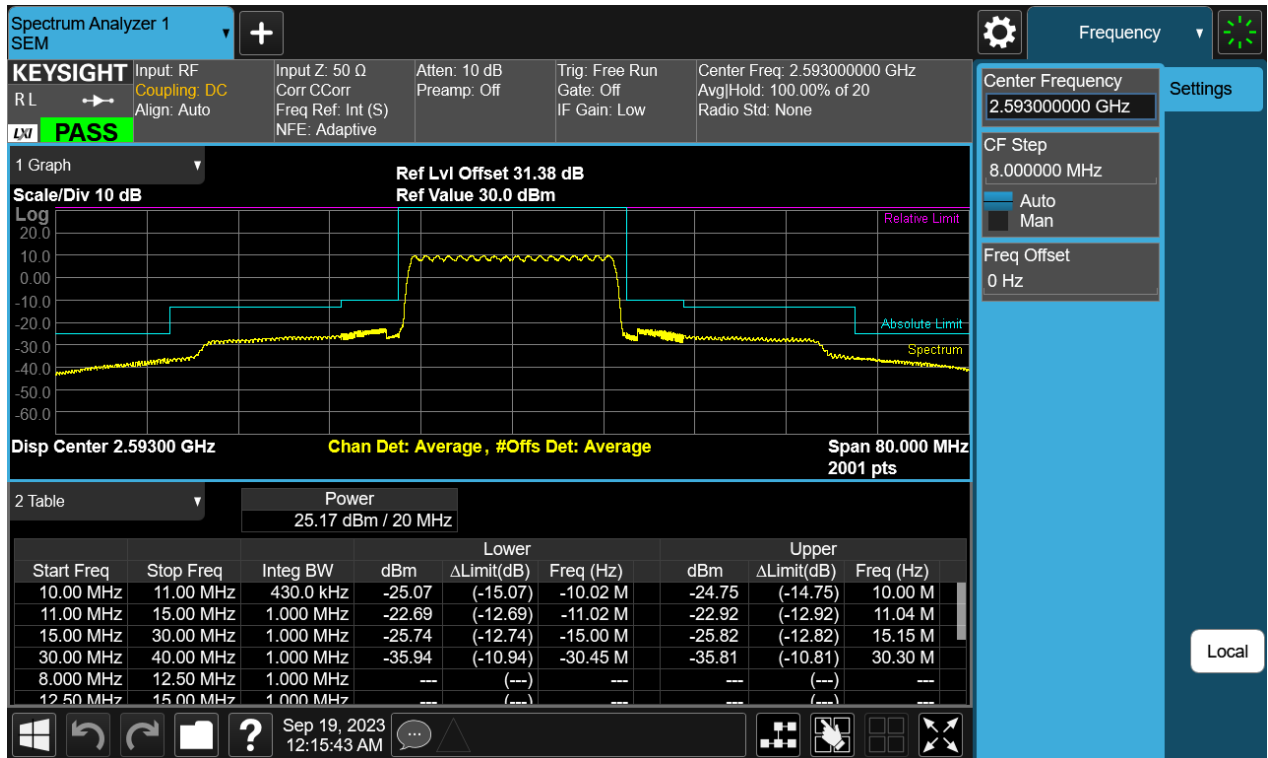 Spectrum Analyzer 1
SEM
Frequency
KEYSIGHT
R L
LXI PASS
Input: RF
Coupling: DC
Align: Auto
Input Z: 50 Ω
Corr CCorr
Freq Ref: Int (S)
NFE: Adaptive
Atten: 10 dB
Preamp: Off
Trig: Free Run
Gate: Off
IF Gain: Low
Center Freq: 2.593000000 GHz
Avg|Hold: 100.00% of 20
Radio Std: None
Center Frequency
2.593000000 GHz
Settings
CF Step
8.000000 MHz
Auto
Man
Freq Offset
0 Hz
1 Graph
Ref Lvl Offset 31.38 dB
Scale/Div 10 dB Ref Value 30.0 dBm
Log
Relative Limit
20.0
10.0
0.00
-10.0
-20.0
Absolute Limit
-30.0
Spectrum
-40.0
-50.0
-60.0
Disp Center 2.59300 GHz Chan Det: Average , #Offs Det: Average Span 80.000 MHz
2001 pts
2 Table
Power
25.17 dBm / 20 MHz
Lower Upper
Start Freq Stop Freq Integ BW dBm ΔLimit(dB) Freq (Hz) dBm ΔLimit(dB) Freq (Hz)
10.00 MHz 11.00 MHz 430.0 kHz -25.07 (-15.07) -10.02 M -24.75 (-14.75) 10.00 M
11.00 MHz 15.00 MHz 1.000 MHz -22.69 (-12.69) -11.02 M -22.92 (-12.92) 11.04 M
15.00 MHz 30.00 MHz 1.000 MHz -25.74 (-12.74) -15.00 M -25.82 (-12.82) 15.15 M
30.00 MHz 40.00 MHz 1.000 MHz -35.94 (-10.94) -30.45 M -35.81 (-10.81) 30.30 M
8.000 MHz 12.50 MHz 1.000 MHz --- (---) --- --- (---) ---
12.50 MHz 15.00 MHz 1.000 MHz --- (---) --- --- (---) ---
Local
?
Sep 19, 2023
12:15:43 AM